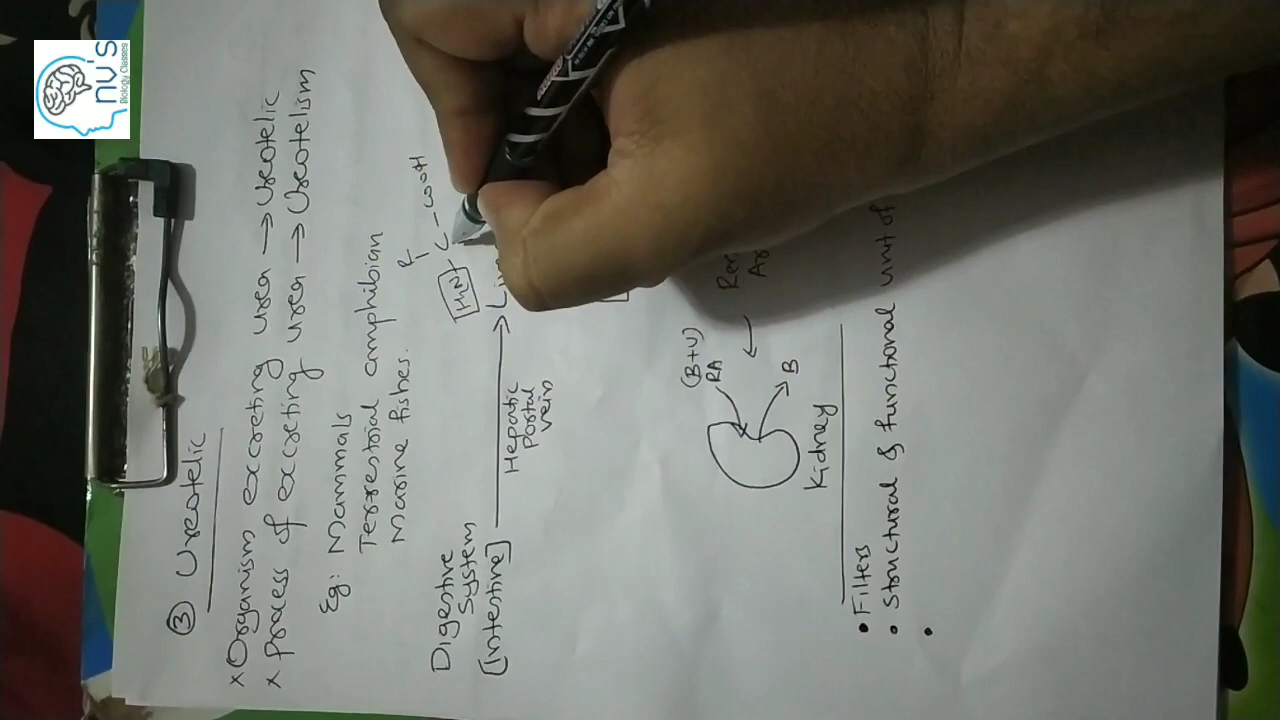 nv's
Biology Classes
③ Ureotelic
x Organism excreting urea → Ureotelic
x Process of excreting urea → Ureotelism
Eg: Mammals
Terrestrial amphibian
Marine fishes.
R
H₂N - C - COOH
Digestive
System
[Intestine]
Hepatic
Portal
vein
(B+U)
RA
B
Kidney
• Filters
• Structural & functional unit of
•